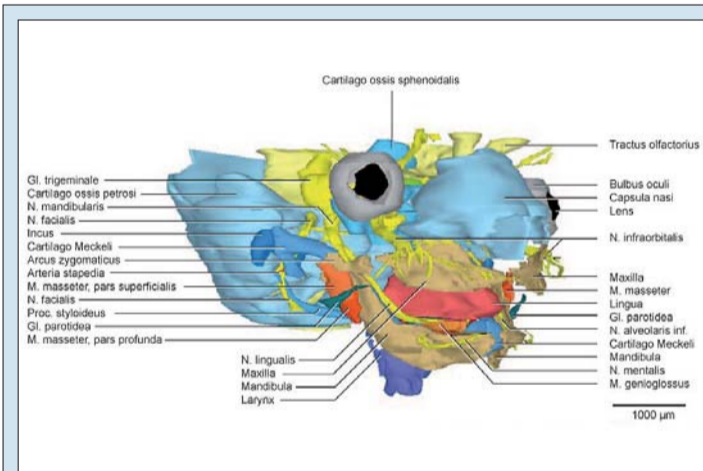 Cartilago ossis sphenoidalis
Gl. trigeminale
Cartilago ossis petrosi
N. mandibularis
N. facialis
Incus
Cartilago Meckeli
Arcus zygomaticus
Arteria stapedia
M. masseter, pars superficialis
N. facialis
Proc. styloideus
Gl. parotidea
M. masseter, pars profunda
N. lingualis
Maxilla
Mandibula
Larynx
Tractus olfactorius
Bulbus oculi
Capsula nasi
Lens
N. infraorbitalis
Maxilla
M. masseter
Lingua
Gl. parotidea
N. alveolaris inf.
Cartilago Meckeli
Mandibula
N. mentalis
M. genioglossus
1000 µm